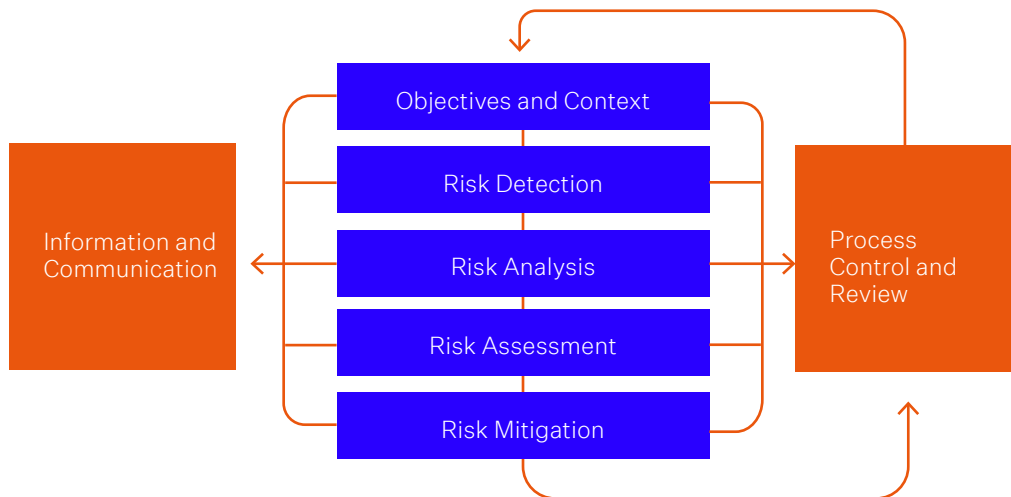 Objectives and Context
Risk Detection
Information and
Communication
Risk Analysis
Process
Control and
Review
Risk Assessment
Risk Mitigation